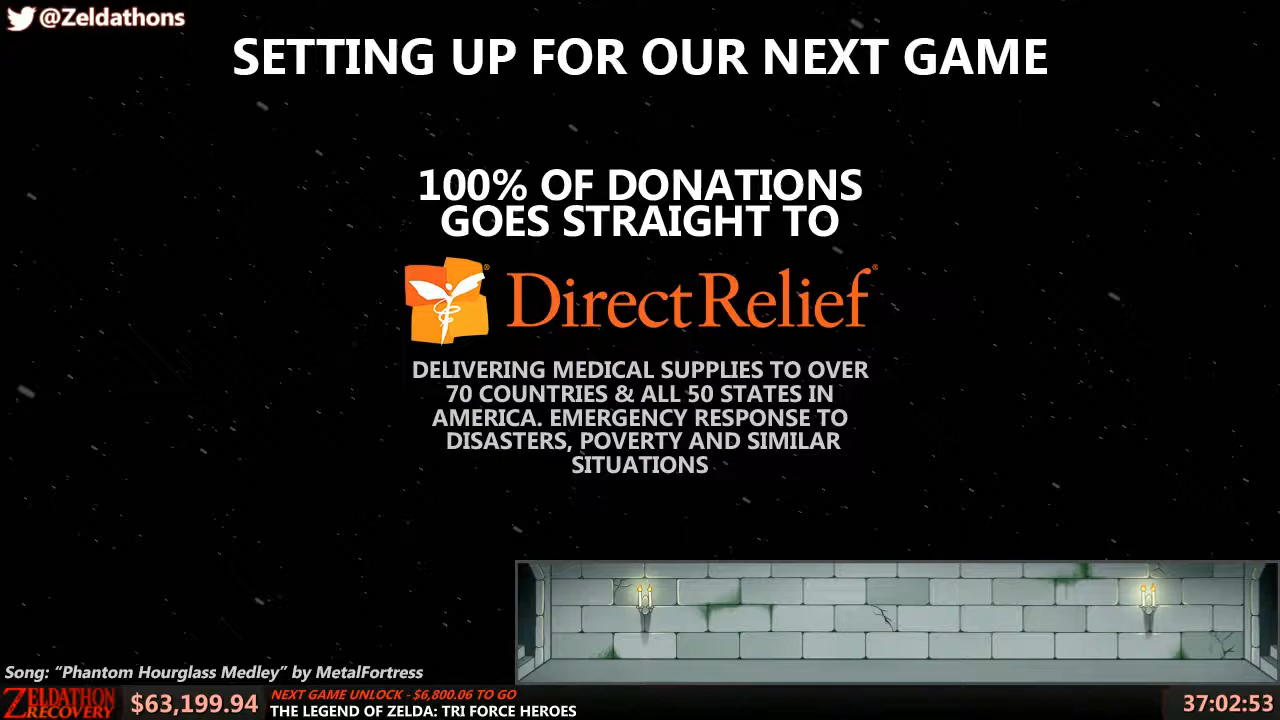 @Zeldathons
SETTING UP FOR OUR NEXT GAME
100% OF DONATIONS
GOES STRAIGHT TO
DirectRelief
DELIVERING MEDICAL SUPPLIES TO OVER
70 COUNTRIES & ALL 50 STATES IN
AMERICA. EMERGENCY RESPONSE TO
DISASTERS, POVERTY AND SIMILAR
SITUATIONS
Song: “Phantom Hourglass Medley” by MetalFortress
ZELDATHON
RECOVERY
$63,199.94
NEXT GAME UNLOCK - $6,800.06 TO GO
THE LEGEND OF ZELDA: TRI FORCE HEROES
37:02:53